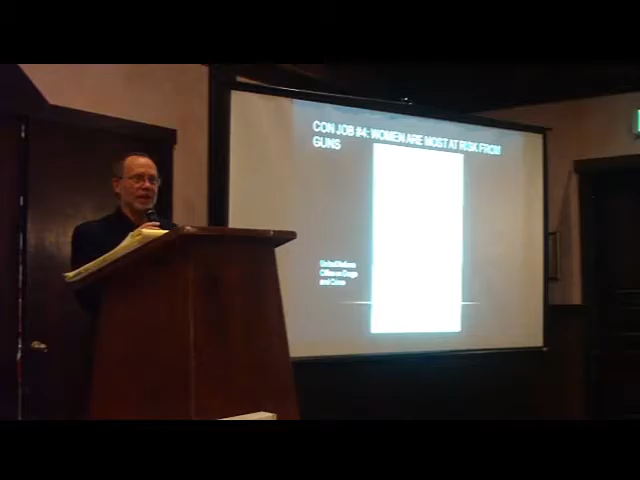 CON JOB #4: WOMEN ARE MOST AT RISK FROM
GUNS
United Nations
Office on Drugs
and Crime